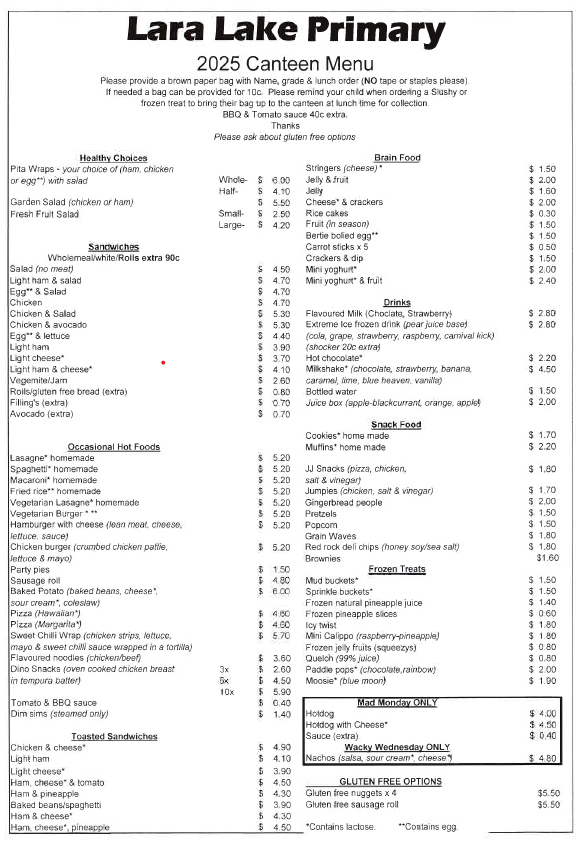 Lara Lake Primary
2025 Canteen Menu
Please provide a brown paper bag with Name, grade & lunch order (NO tape or staples please)
If needed a bag can be provided for 10c. Please remind your child when ordering a Slushy or
frozen treat to bring their bag up to the canteen at lunch time for collection.
BBQ & Tomato sauce 40c extra.
Thanks
Please ask about gluten free options
Healthy Choices
Pita Wraps - your choice of (ham, chicken
or egg**) with salad Whole- $ 6.00
Half- $ 4.10
Garden Salad (chicken or ham) $ 5.50
Fresh Fruit Salad Small- $ 2.50
Large- $ 4.20
Sandwiches
Wholemeal/white/Rolls extra 90c
Salad (no meat) $ 4.50
Light ham & salad $ 4.70
Egg** & Salad $ 4.70
Chicken $ 4.70
Chicken & Salad $ 5.30
Chicken & avocado $ 5.30
Egg** & lettuce $ 4.40
Light ham $ 3.90
Light cheese* $ 3.70
Light ham & cheese* $ 4.10
Vegemite/Jam $ 2.60
Rolls/gluten free bread (extra) $ 0.80
Filling's (extra) $ 0.70
Avocado (extra) $ 0.70
Occasional Hot Foods
Lasagne* homemade $ 5.20
Spaghetti* homemade $ 5.20
Macaroni* homemade $ 5.20
Fried rice** homemade $ 5.20
Vegetarian Lasagne* homemade $ 5.20
Vegetarian Burger * ** $ 5.20
Hamburger with cheese (lean meat, cheese, $ 5.20
lettuce, sauce)
Chicken burger (crumbed chicken pattie, $ 5.20
lettuce & mayo)
Party pies $ 1.50
Sausage roll $ 4.80
Baked Potato (baked beans, cheese*, $ 6.00
sour cream*, coleslaw)
Pizza (Hawaiian*) $ 4.60
Pizza (Margarita*) $ 4.60
Sweet Chilli Wrap (chicken strips, lettuce, $ 5.70
mayo & sweet chilli sauce wrapped in a tortilla)
Flavoured noodles (chicken/beef) $ 3.60
Dino Snacks (oven cooked chicken breast 3x $ 2.60
in tempura batter) 6x $ 4.50
10x $ 5.90
Tomato & BBQ sauce $ 0.40
Dim sims (steamed only) $ 1.40
Toasted Sandwiches
Chicken & cheese* $ 4.90
Light ham $ 4.10
Light cheese* $ 3.90
Ham, cheese* & tomato $ 4.50
Ham & pineapple $ 4.30
Baked beans/spaghetti $ 3.90
Ham & cheese* $ 4.30
Ham, cheese*, pineapple $ 4.50
Brain Food
Stringers (cheese)* $ 1.50
Jelly & fruit $ 2.00
Jelly $ 1.60
Cheese* & crackers $ 2.00
Rice cakes $ 0.30
Fruit (in season) $ 1.50
Bertie boiled egg** $ 1.50
Carrot sticks x 5 $ 0.50
Crackers & dip $ 1.50
Mini yoghurt* $ 2.00
Mini yoghurt* & fruit $ 2.40
Drinks
Flavoured Milk (Choclate, Strawberry) $ 2.80
Extreme Ice frozen drink (pear juice base) $ 2.80
(cola, grape, strawberry, raspberry, carnival kick)
(shocker 20c extra)
Hot chocolate* $ 2.20
Milkshake* (chocolate, strawberry, banana, $ 4.50
caramel, lime, blue heaven, vanilla)
Bottled water $ 1.50
Juice box (apple-blackcurrant, orange, apple) $ 2.00
Snack Food
Cookies* home made $ 1.70
Muffins* home made $ 2.20
JJ Snacks (pizza, chicken, $ 1.80
salt & vinegar)
Jumpies (chicken, salt & vinegar) $ 1.70
Gingerbread people $ 2.00
Pretzels $ 1.50
Popcorn $ 1.50
Grain Waves $ 1.80
Red rock deli chips (honey soy/sea salt) $ 1.80
Brownies $1.60
Frozen Treats
Mud buckets* $ 1.50
Sprinkle buckets* $ 1.50
Frozen natural pineapple juice $ 1.40
Frozen pineapple slices $ 0.60
Icy twist $ 1.80
Mini Calippo (raspberry-pineapple) $ 1.80
Frozen jelly fruits (squeezys) $ 0.80
Quelch (99% juice) $ 0.80
Paddle pops* (chocolate,rainbow) $ 2.00
Moosie* (blue moon) $ 1.90
Mad Monday ONLY
Hotdog $ 4.00
Hotdog with Cheese* $ 4.50
Sauce (extra) $ 0.40
Wacky Wednesday ONLY
Nachos (salsa, sour cream*, cheese*) $ 4.80
GLUTEN FREE OPTIONS
Gluten free nuggets x 4 $5.50
Gluten free sausage roll $5.50
*Contains lactose. **Contains egg.